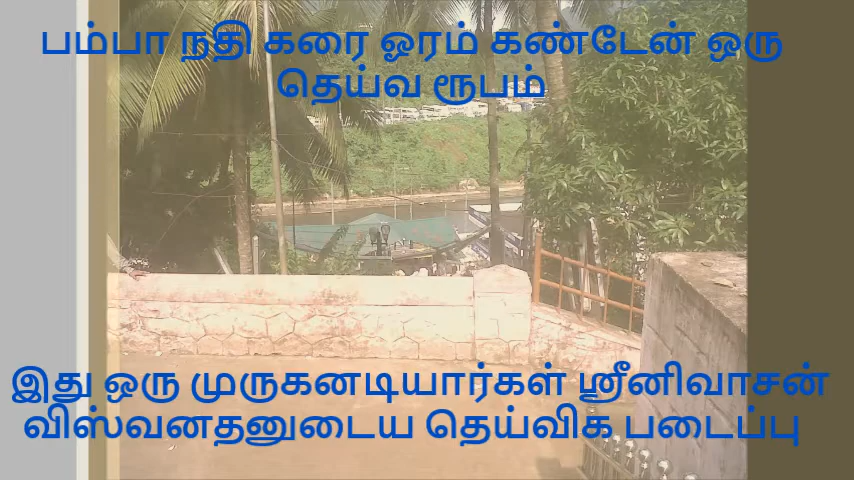 பம்பா நதி கரை ஓரம் கண்டேன் ஒரு
தெய்வ ரூபம்
இது ஒரு முருகனடியார்கள் ஸ்ரீனிவாசன்
விஸ்வனதனுடைய தெய்விக படைப்பு